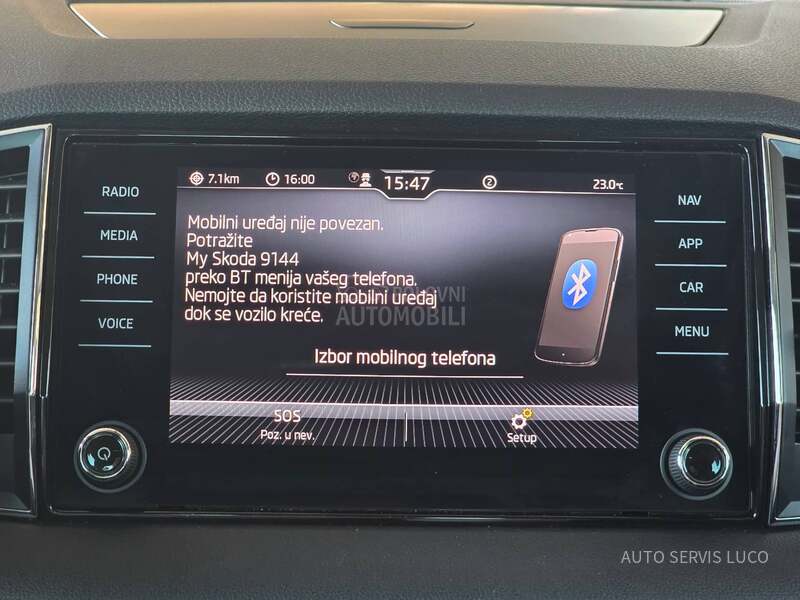 7.1km 16:00 15:47 2 23.0°C
RADIO
MEDIA
PHONE
VOICE
Mobilni uređaj nije povezan.
Potražite
My Skoda 9144
preko BT menija vašeg telefona.
Nemojte da koristite mobilni uređaj
dok se vozilo kreće.
Izbor mobilnog telefona
SOS
Poz. u nev.
Setup
NAV
APP
CAR
MENU
AUTOMOBILI
AUTO SERVIS LUCO